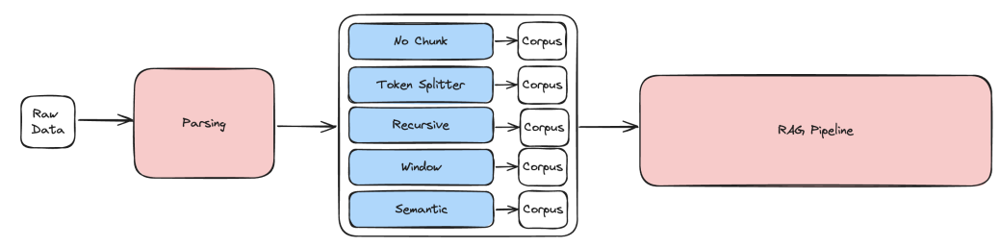 Raw
Data
Parsing
No Chunk
Corpus
Token Splitter
Corpus
Recursive
Corpus
Window
Corpus
Semantic
Corpus
RAG Pipeline